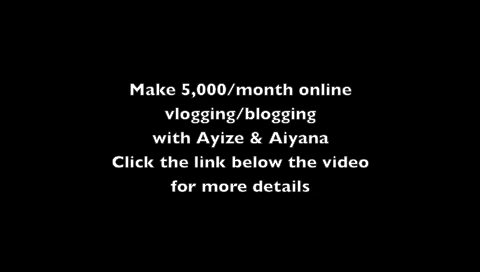 Make 5,000/month online
vlogging/blogging
with Ayize & Aiyana
Click the link below the video
for more details